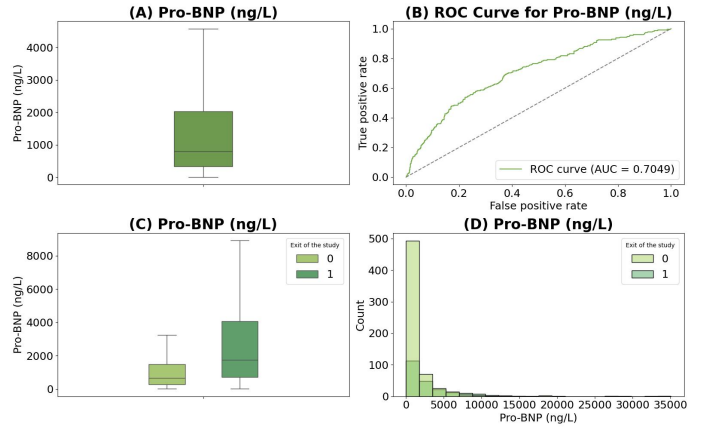 (A) Pro-BNP (ng/L)
Pro-BNP (ng/L)
4000
3000
2000
1000
0
(B) ROC Curve for Pro-BNP (ng/L)
True positive rate
1.0
0.8
0.6
0.4
0.2
0.0
ROC curve (AUC = 0.7049)
0.0 0.2 0.4 0.6 0.8 1.0
False positive rate
(C) Pro-BNP (ng/L)
Pro-BNP (ng/L)
8000
6000
4000
2000
0
Exit of the study
0
1
(D) Pro-BNP (ng/L)
Count
500
400
300
200
100
0
Exit of the study
0
1
0 5000 10000 15000 20000 25000 30000 35000
Pro-BNP (ng/L)